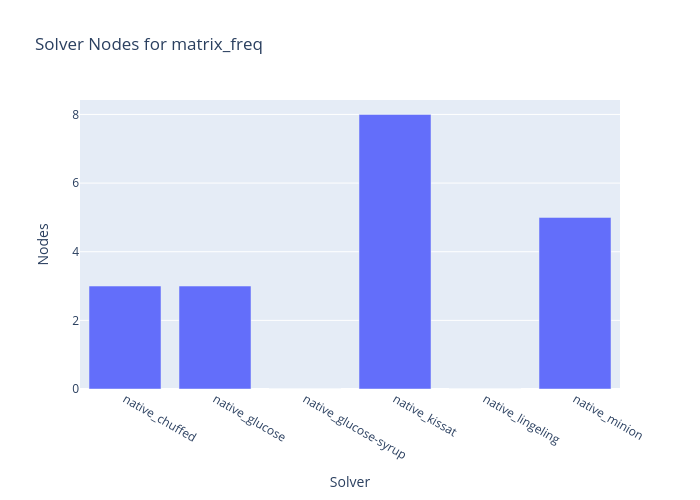 Solver Nodes for matrix_freq
Nodes
8
6
4
2
0
native_chuffed
native_glucose
native_glucose-syrup
native_kissat
native_lingeling
native_minion
Solver